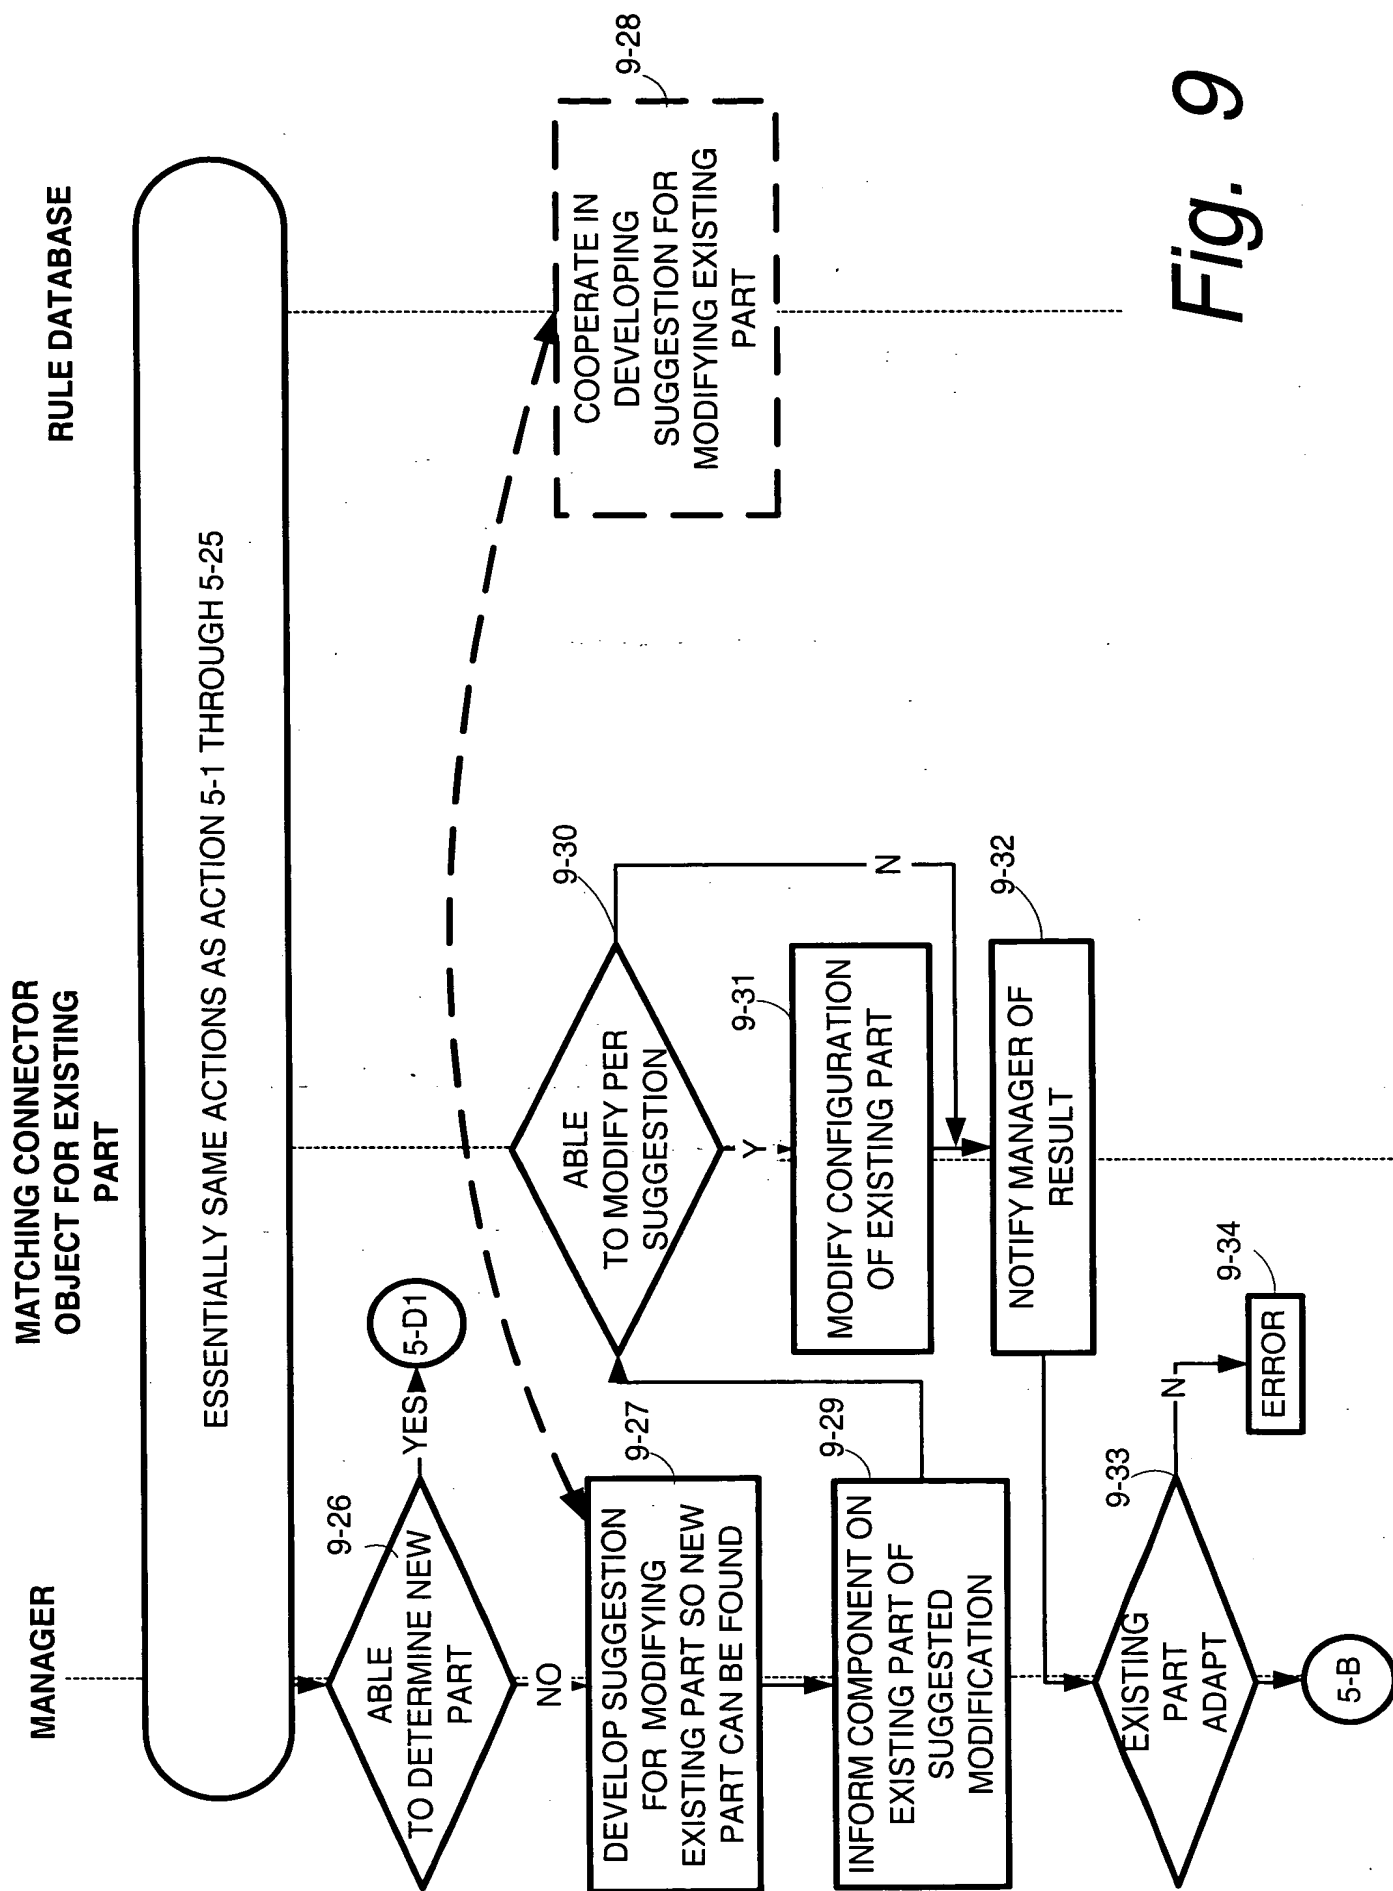 MANAGER
MATCHING CONNECTOR
OBJECT FOR EXISTING
PART
RULE DATABASE
ESSENTIALLY SAME ACTIONS AS ACTION 5-1 THROUGH 5-25
9-26
ABLE
TO DETERMINE NEW
PART
YES
5-D1
NO
9-27
DEVELOP SUGGESTION
FOR MODIFYING
EXISTING PART SO NEW
PART CAN BE FOUND
9-28
COOPERATE IN
DEVELOPING
SUGGESTION FOR
MODIFYING EXISTING
PART
9-29
INFORM COMPONENT ON
EXISTING PART OF
SUGGESTED
MODIFICATION
9-30
ABLE
TO MODIFY PER
SUGGESTION
N
Y
9-31
MODIFY CONFIGURATION
OF EXISTING PART
9-32
NOTIFY MANAGER OF
RESULT
9-33
EXISTING
PART
ADAPT
N
9-34
ERROR
5-B
Fig. 9